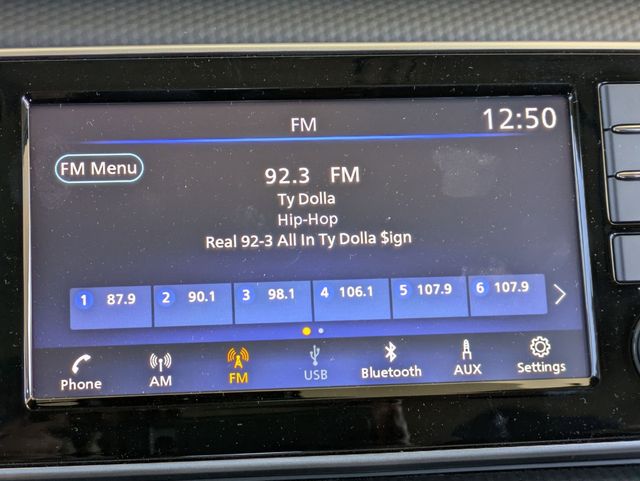 FM 12:50
FM Menu
92.3 FM
Ty Dolla
Hip-Hop
Real 92-3 All In Ty Dolla $ign
1 87.9 2 90.1 3 98.1 4 106.1 5 107.9 6 107.9
Phone AM FM USB Bluetooth AUX Settings